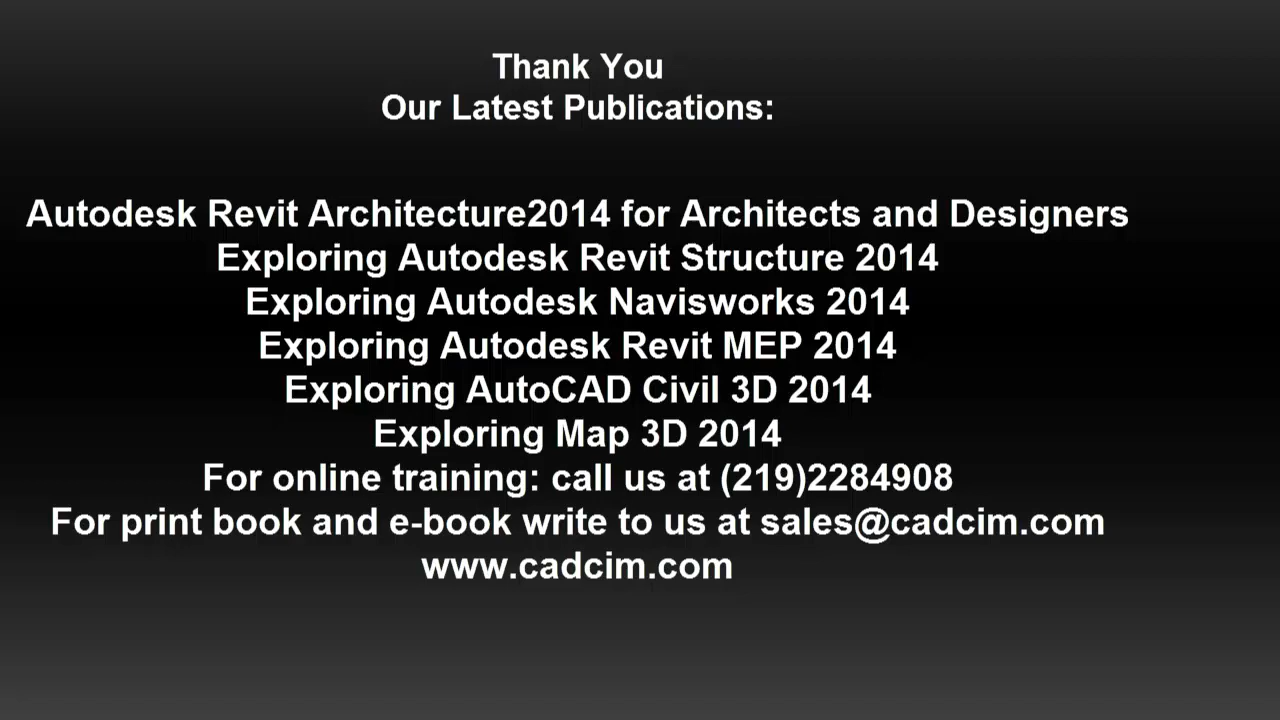 Thank You
Our Latest Publications:
Autodesk Revit Architecture2014 for Architects and Designers
Exploring Autodesk Revit Structure 2014
Exploring Autodesk Navisworks 2014
Exploring Autodesk Revit MEP 2014
Exploring AutoCAD Civil 3D 2014
Exploring Map 3D 2014
For online training: call us at (219)2284908
For print book and e-book write to us at sales@cadcim.com
www.cadcim.com